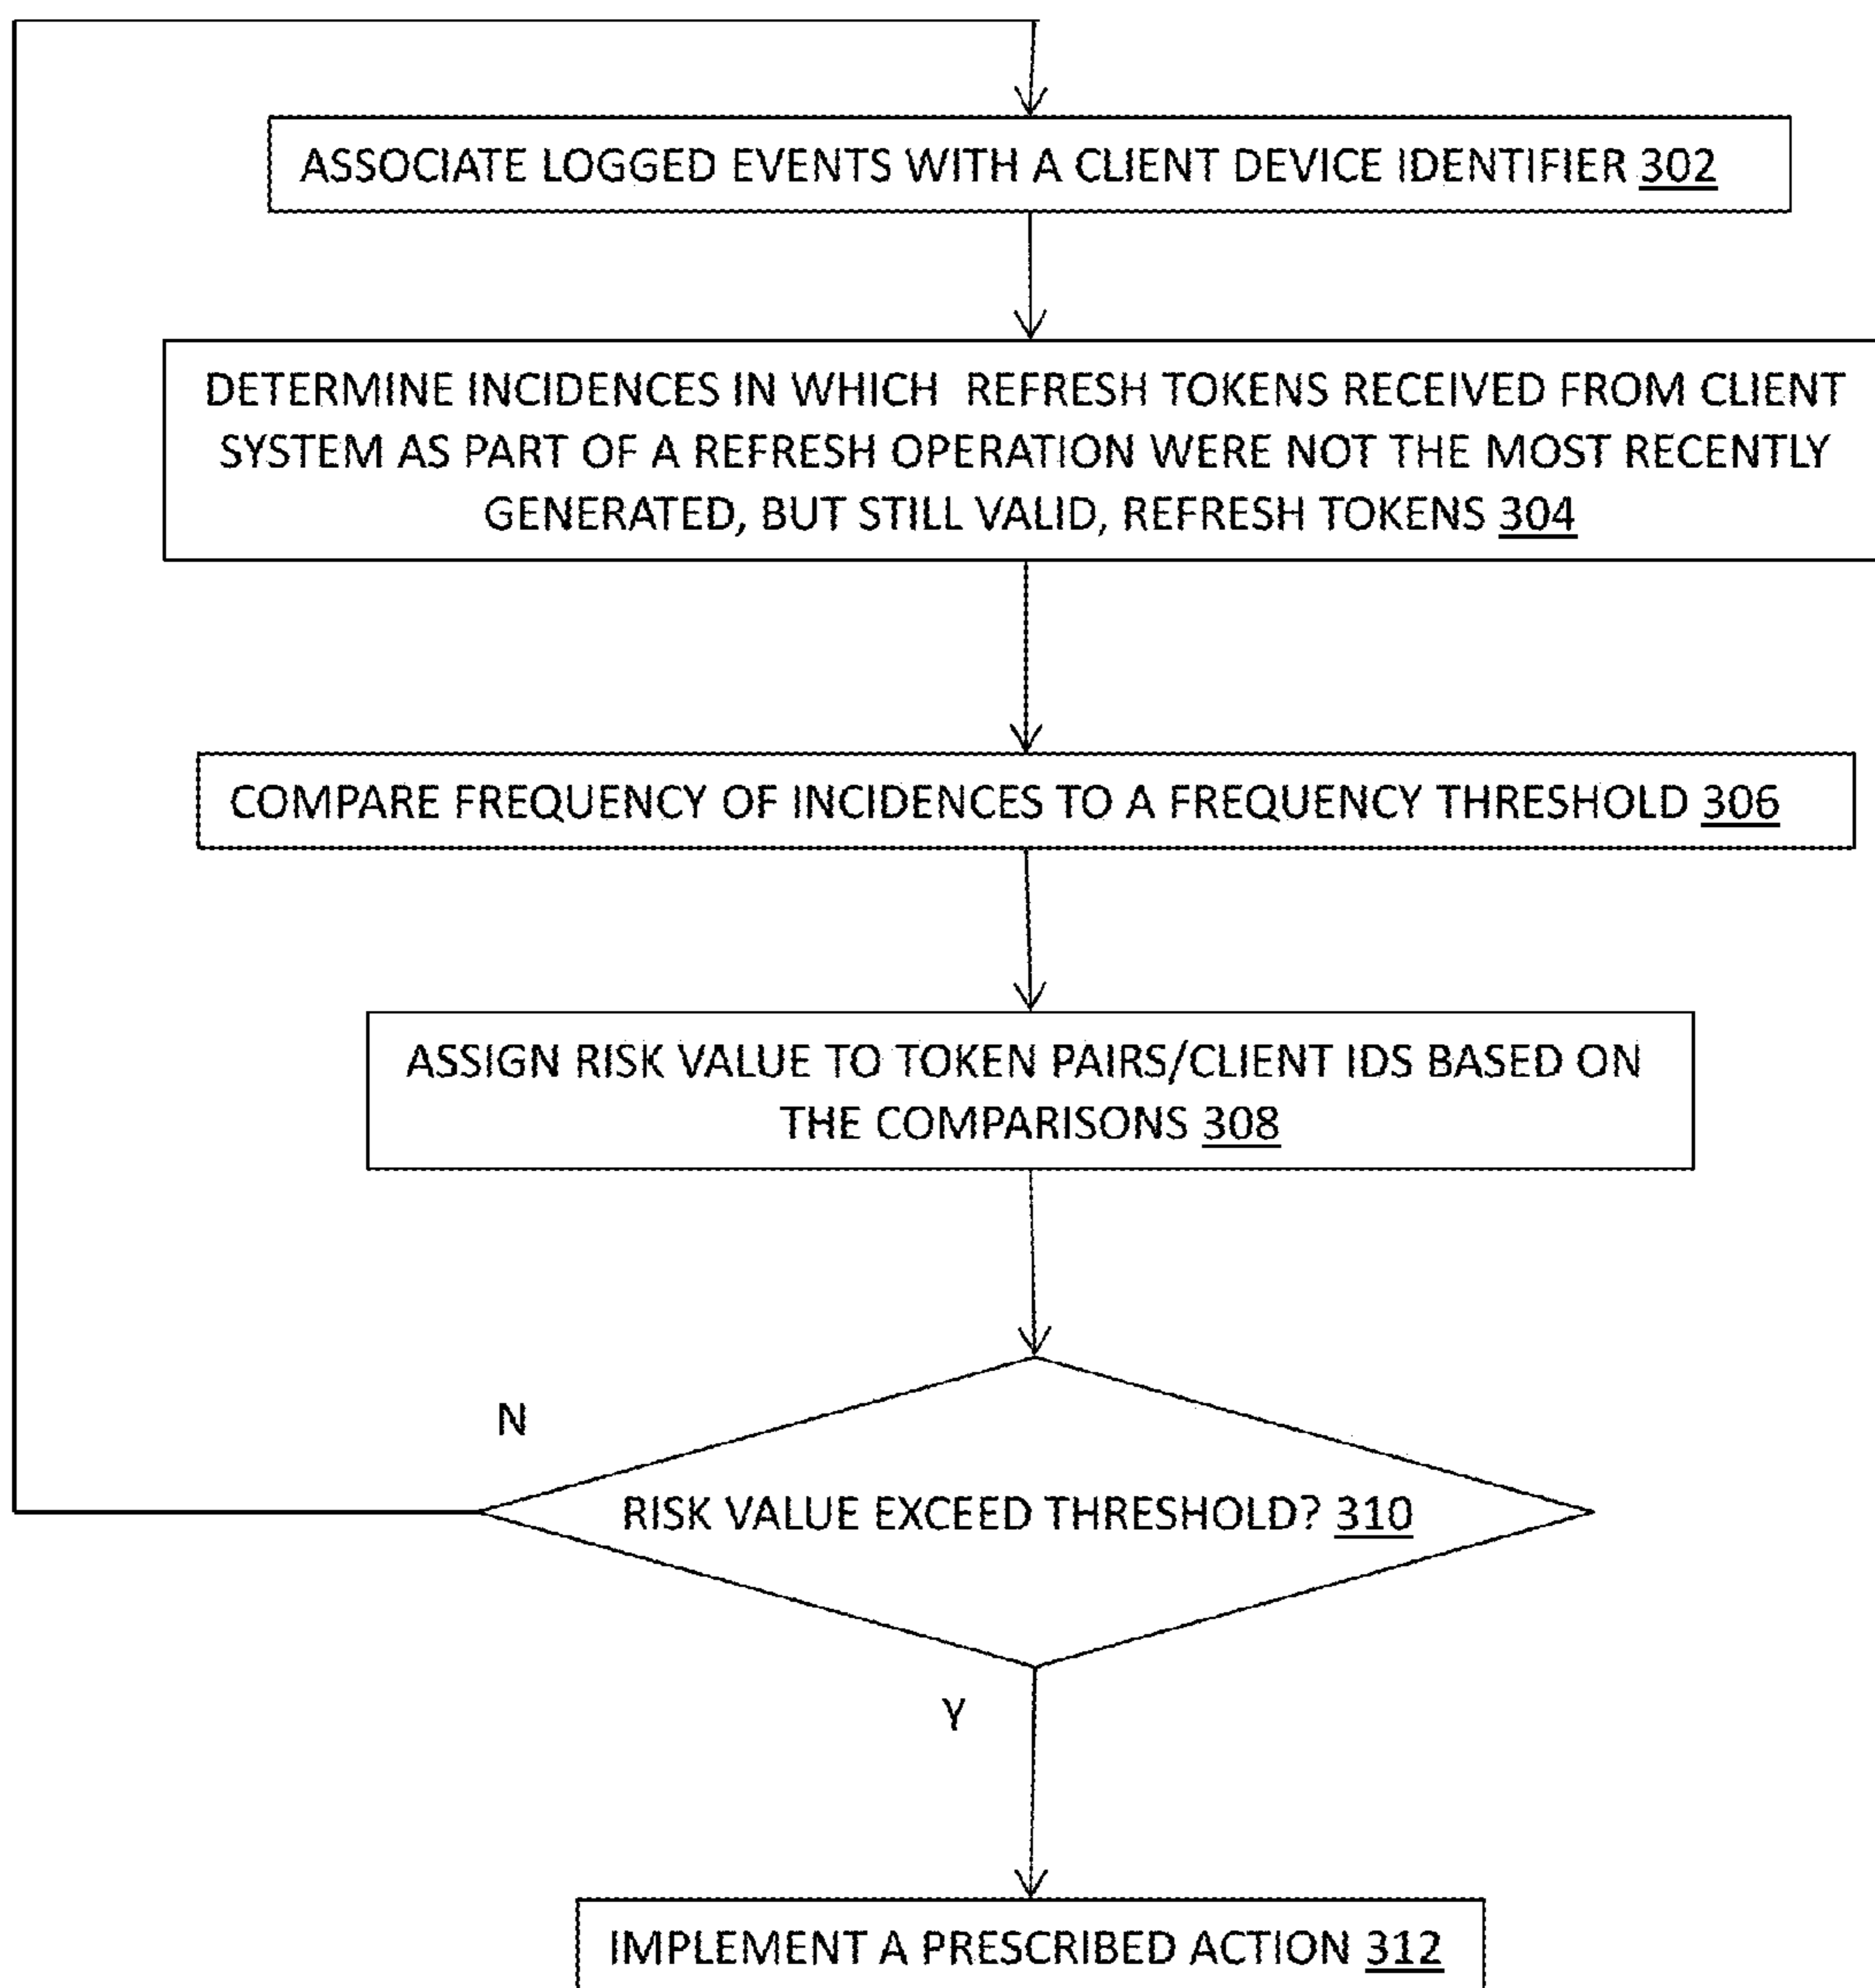 ASSOCIATE LOGGED EVENTS WITH A CLIENT DEVICE IDENTIFIER 302
DETERMINE INCIDENCES IN WHICH REFRESH TOKENS RECEIVED FROM CLIENT
SYSTEM AS PART OF A REFRESH OPERATION WERE NOT THE MOST RECENTLY
GENERATED, BUT STILL VALID, REFRESH TOKENS 304
COMPARE FREQUENCY OF INCIDENCES TO A FREQUENCY THRESHOLD 306
ASSIGN RISK VALUE TO TOKEN PAIRS/CLIENT IDS BASED ON
THE COMPARISONS 308
N
RISK VALUE EXCEED THRESHOLD? 310
Y
IMPLEMENT A PRESCRIBED ACTION 312